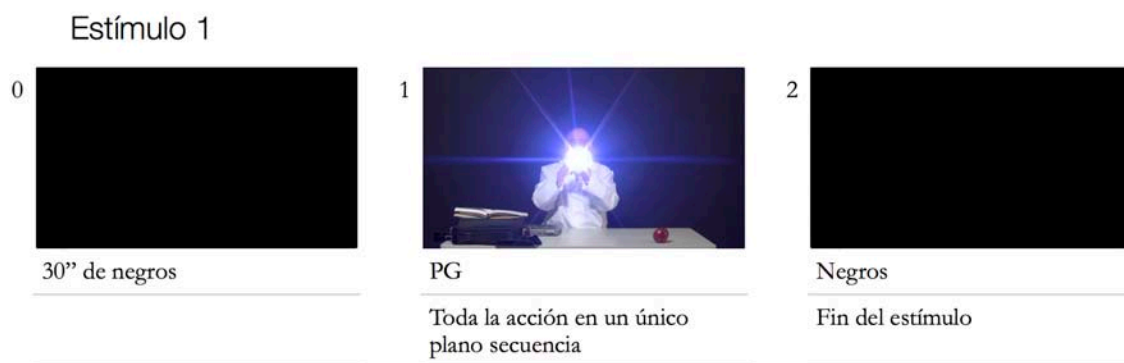 Estímulo 1
0
1
2
30” de negros
PG
Negros
Toda la acción en un único
plano secuencia
Fin del estímulo